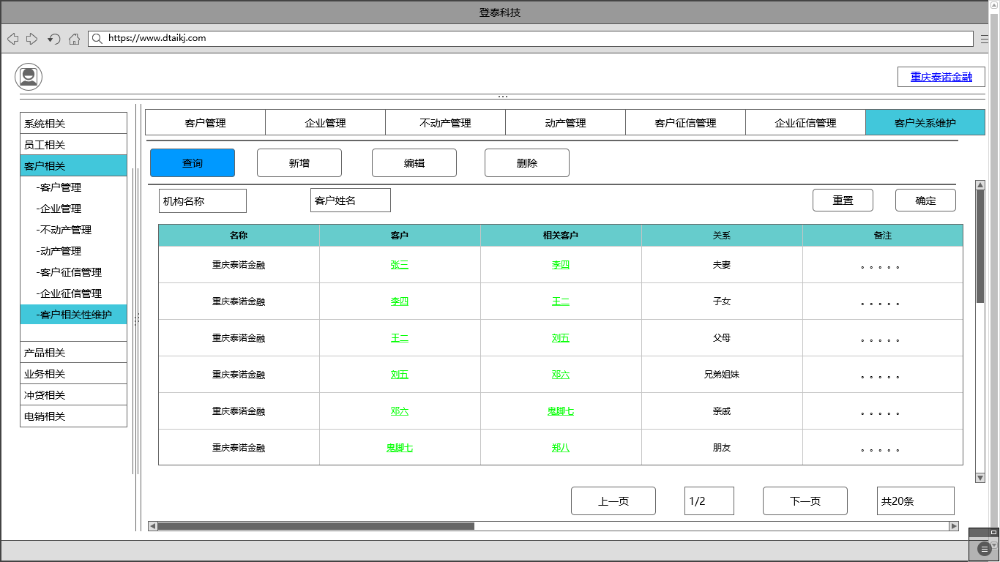 登泰科技
https://www.dtaikj.com
重庆泰诺金融
系统相关
员工相关
客户相关
-客户管理
-企业管理
-不动产管理
-动产管理
-客户征信管理
-企业征信管理
-客户相关性维护
产品相关
业务相关
冲贷相关
电销相关
客户管理 企业管理 不动产管理 动产管理 客户征信管理 企业征信管理 客户关系维护
查询 新增 编辑 删除
机构名称 客户姓名 重置 确定
名称 客户 相关客户 关系 备注
重庆泰诺金融 张三 李四 夫妻 。。。。。
重庆泰诺金融 李四 王二 子女 。。。。。
重庆泰诺金融 王二 刘五 父母 。。。。。
重庆泰诺金融 刘五 邓六 兄弟姐妹 。。。。。
重庆泰诺金融 邓六 鬼脚七 亲戚 。。。。。
重庆泰诺金融 鬼脚七 郑八 朋友 。。。。。
上一页 1/2 下一页 共20条